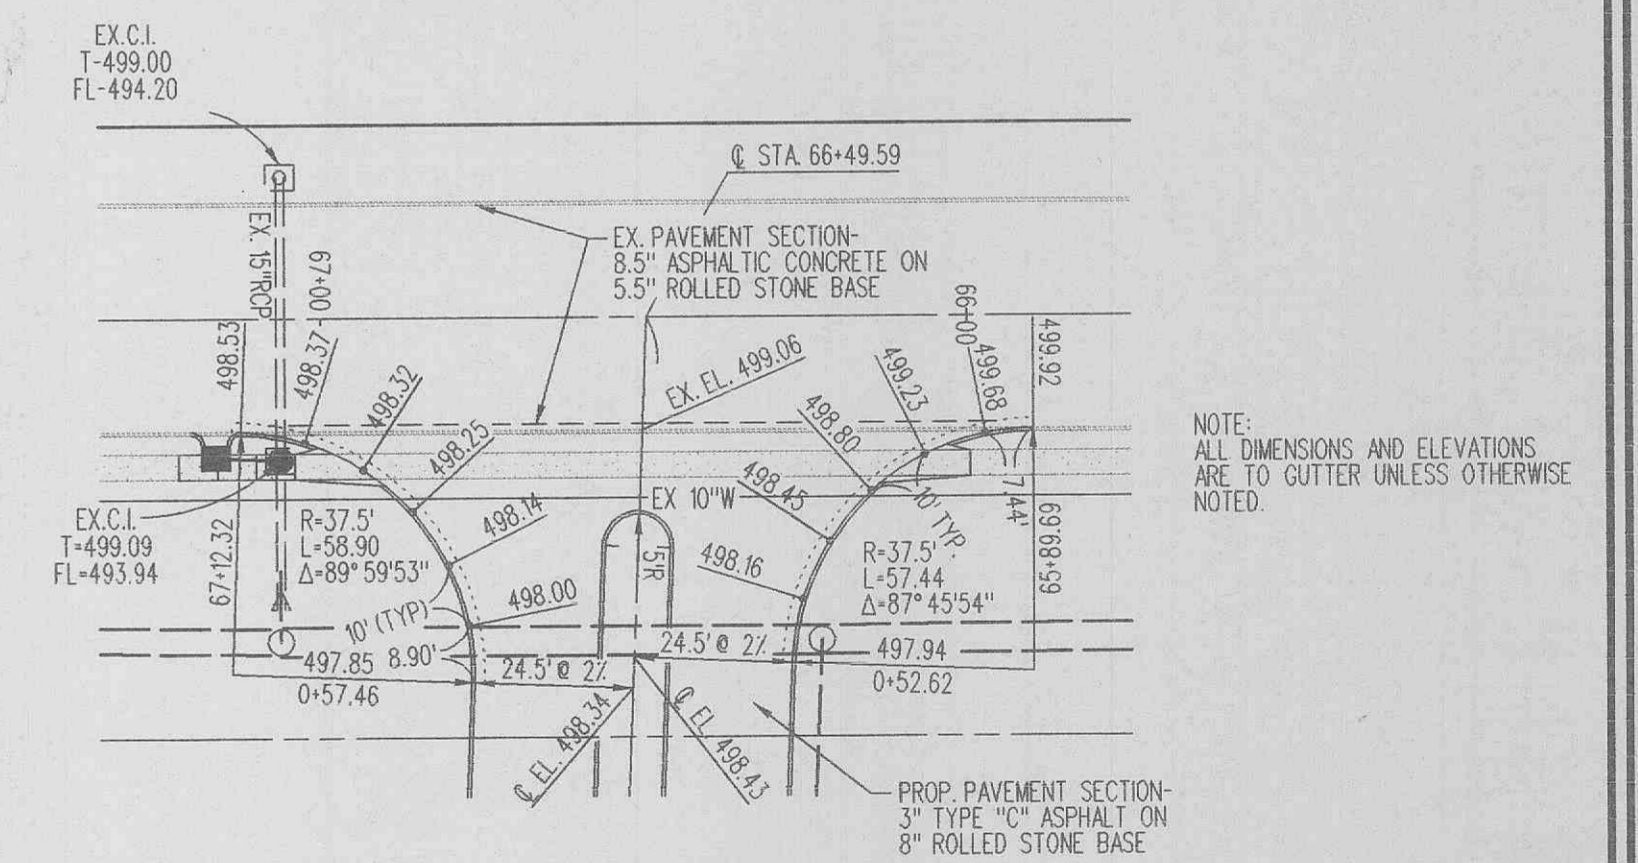 EX.C.I.
T-499.00
FL-494.20
℄ STA. 66+49.59
EX. 15"RCP
67+00
EX. PAVEMENT SECTION-
8.5" ASPHALTIC CONCRETE ON
5.5" ROLLED STONE BASE
66+00
498.53
498.37
498.32
EX. EL. 499.06
499.23
499.68
499.92
498.25
498.80
NOTE:
ALL DIMENSIONS AND ELEVATIONS
ARE TO GUTTER UNLESS OTHERWISE
NOTED.
EX 10"W
498.45
10' TYP.
7.44'
EX.C.I.
T=499.09
FL=493.94
67+12.32
R=37.5'
L=58.90
Δ=89°59'53"
498.14
5'R
498.16
R=37.5'
L=57.44
Δ=87°45'54"
65+89.69
498.00
10' (TYP)
8.90'
497.85
0+57.46
24.5' @ 2%
24.5' @ 2%
497.94
0+52.62
℄ EL. 498.34
℄ EL. 498.43
PROP. PAVEMENT SECTION-
3" TYPE "C" ASPHALT ON
8" ROLLED STONE BASE